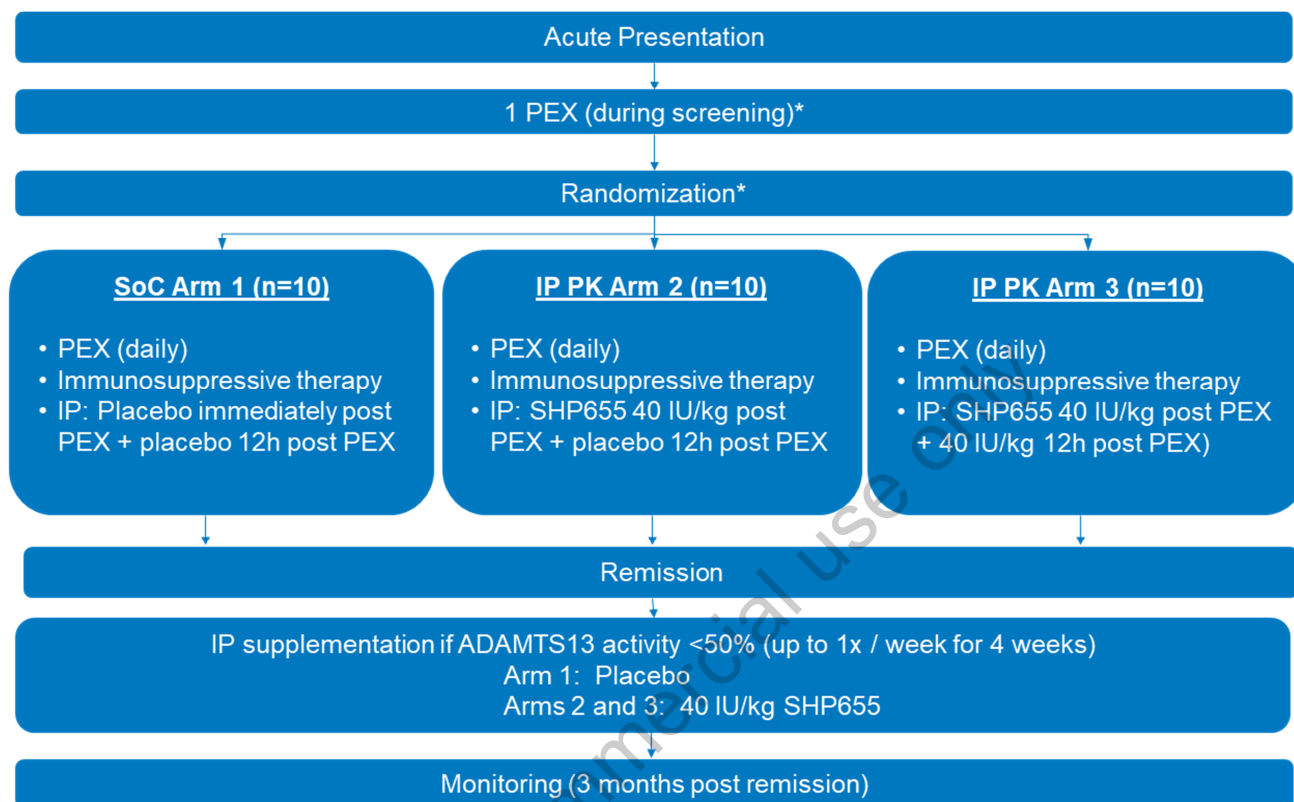 Acute Presentation
1 PEX (during screening)*
Randomization*
SoC Arm 1 (n=10)
• PEX (daily)
• Immunosuppressive therapy
• IP: Placebo immediately post
PEX + placebo 12h post PEX
IP PK Arm 2 (n=10)
• PEX (daily)
• Immunosuppressive therapy
• IP: SHP655 40 IU/kg post
PEX + placebo 12h post PEX
IP PK Arm 3 (n=10)
• PEX (daily)
• Immunosuppressive therapy
• IP: SHP655 40 IU/kg post PEX
+ 40 IU/kg 12h post PEX)
Remission
IP supplementation if ADAMTS13 activity <50% (up to 1x / week for 4 weeks)
Arm 1: Placebo
Arms 2 and 3: 40 IU/kg SHP655
Monitoring (3 months post remission)
mmercial use only